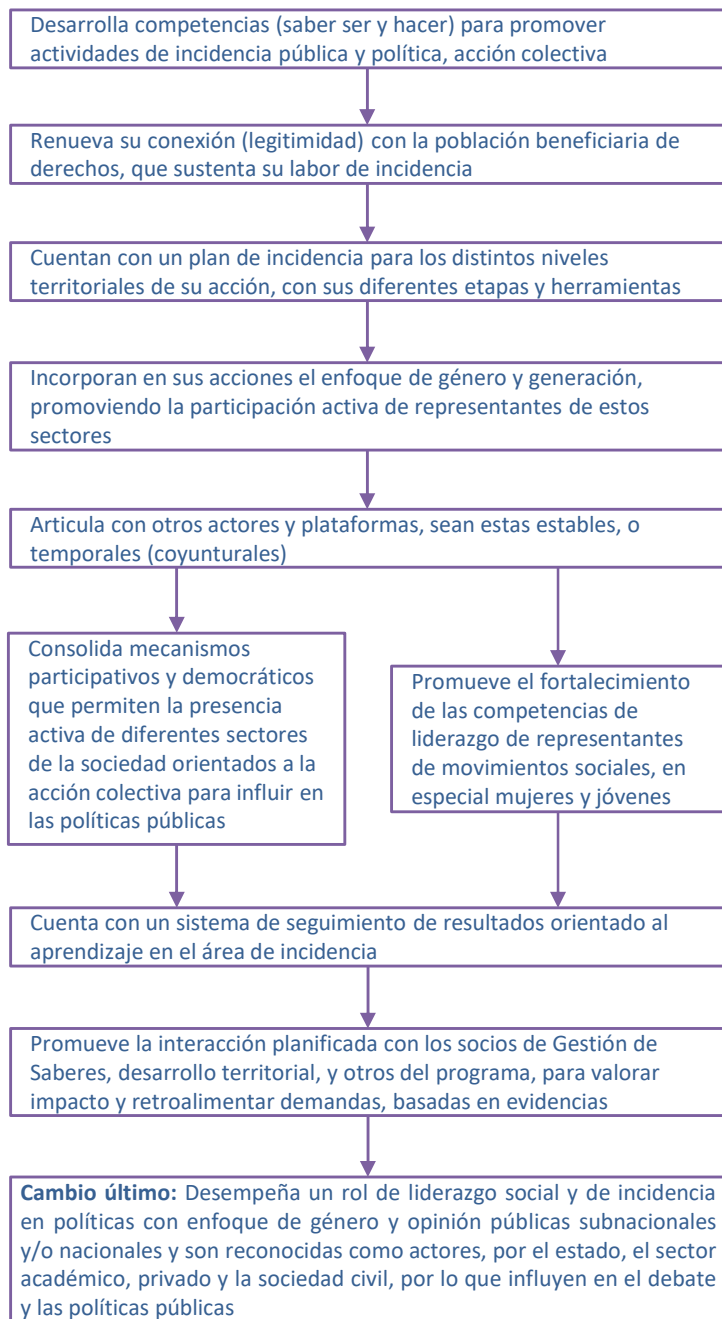 Desarrolla competencias (saber ser y hacer) para promover
actividades de incidencia pública y política, acción colectiva
Renueva su conexión (legitimidad) con la población beneficiaria de
derechos, que sustenta su labor de incidencia
Cuentan con un plan de incidencia para los distintos niveles
territoriales de su acción, con sus diferentes etapas y herramientas
Incorporan en sus acciones el enfoque de género y generación,
promoviendo la participación activa de representantes de estos
sectores
Articula con otros actores y plataformas, sean estas estables, o
temporales (coyunturales)
Consolida mecanismos
participativos y democráticos
que permiten la presencia
activa de diferentes sectores
de la sociedad orientados a la
acción colectiva para influir en
las políticas públicas
Promueve el fortalecimiento
de las competencias de
liderazgo de representantes
de movimientos sociales, en
especial mujeres y jóvenes
Cuenta con un sistema de seguimiento de resultados orientado al
aprendizaje en el área de incidencia
Promueve la interacción planificada con los socios de Gestión de
Saberes, desarrollo territorial, y otros del programa, para valorar
impacto y retroalimentar demandas, basadas en evidencias
Cambio último: Desempeña un rol de liderazgo social y de incidencia
en políticas con enfoque de género y opinión públicas subnacionales
y/o nacionales y son reconocidas como actores, por el estado, el sector
académico, privado y la sociedad civil, por lo que influyen en el debate
y las políticas públicas